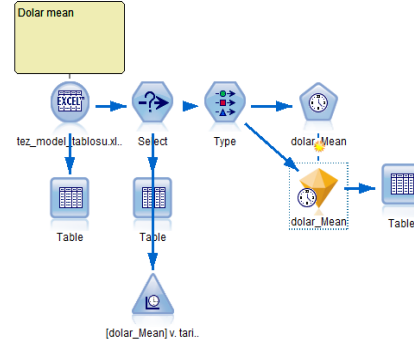 Dolar mean
EXCEL
tez_model_tablosu.xl..
Select
Type
dolar_Mean
Table
Table
dolar_Mean
Table
[dolar_Mean] v. tari..